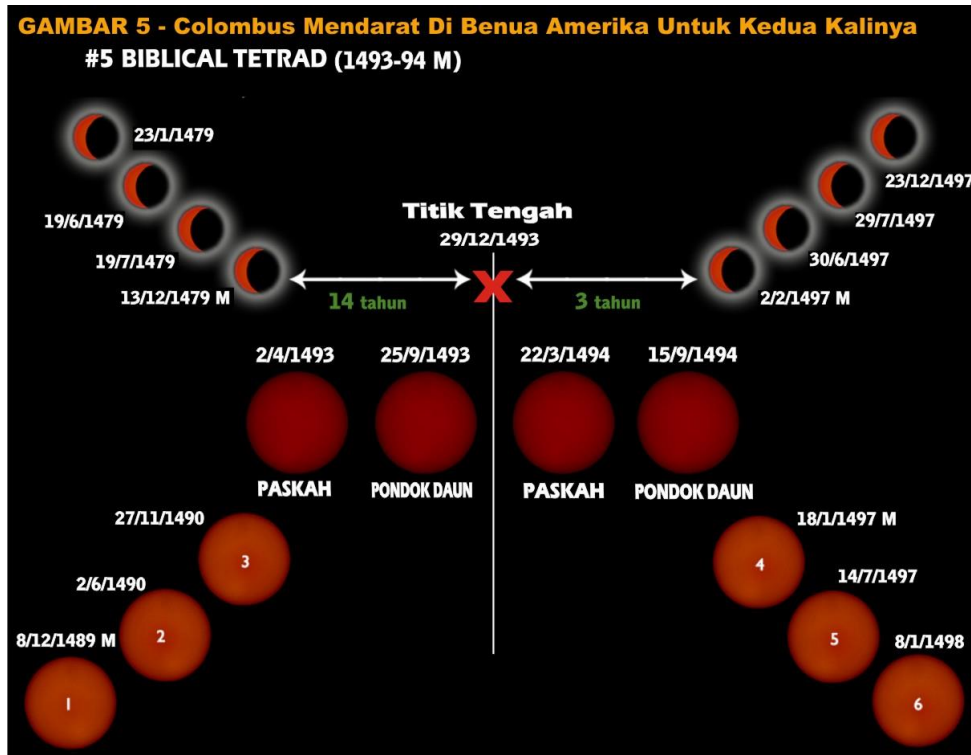 GAMBAR 5 - Colombus Mendarat Di Benua Amerika Untuk Kedua Kalinya
#5 BIBLICAL TETRAD (1493-94 M)
23/1/1479
19/6/1479
19/7/1479
13/12/1479 M
Titik Tengah
29/12/1493
X
14 tahun
3 tahun
23/12/1497
29/7/1497
30/6/1497
2/2/1497 M
2/4/1493
25/9/1493
22/3/1494
15/9/1494
PASKAH
PONDOK DAUN
PASKAH
PONDOK DAUN
27/11/1490
3
2/6/1490
2
8/12/1489 M
1
18/1/1497 M
4
14/7/1497
5
8/1/1498
6